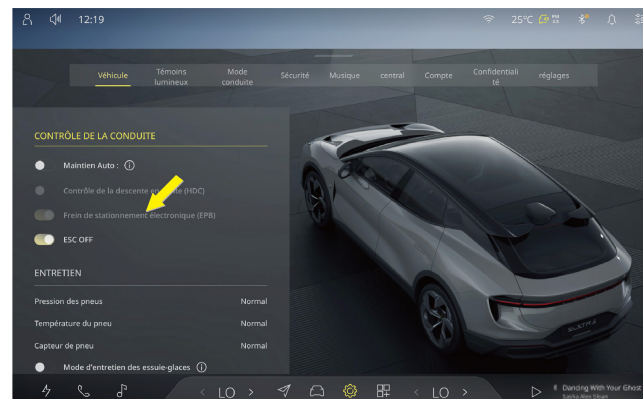 12:19
25°C
Véhicule
Témoins
lumineux
Mode
conduite
Sécurité
Musique
central
Compte
Confidentiali
té
réglages
CONTRÔLE DE LA CONDUITE
Maintien Auto :
Contrôle de la descente en (HDC)
Frein de stationnement électronique (EPB)
ESC OFF
ENTRETIEN
Pression des pneus Normal
Température du pneu Normal
Capteur de pneu Normal
Mode d'entretien des essuie-glaces
< LO >
< LO >
Dancing With Your Ghost
Sasha Alex Sloan